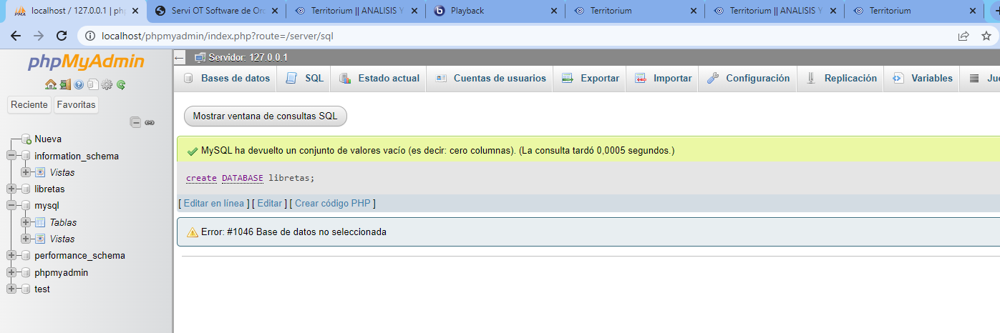 localhost / 127.0.0.1 | ph
Servi OT Software de Or
Territorium || ANALISIS Y
Playback
Territorium
Territorium || ANALISIS Y
Territorium
localhost/phpmyadmin/index.php?route=/server/sql
phpMyAdmin
Reciente
Favoritas
Nueva
information_schema
Vistas
libretas
mysql
Tablas
Vistas
performance_schema
phpmyadmin
test
Servidor: 127.0.0.1
Bases de datos
SQL
Estado actual
Cuentas de usuarios
Exportar
Importar
Configuración
Replicación
Variables
Jue
Mostrar ventana de consultas SQL
MySQL ha devuelto un conjunto de valores vacío (es decir: cero columnas). (La consulta tardó 0,0005 segundos.)
create DATABASE libretas;
[ Editar en línea ] [ Editar ] [ Crear código PHP ]
Error: #1046 Base de datos no seleccionada